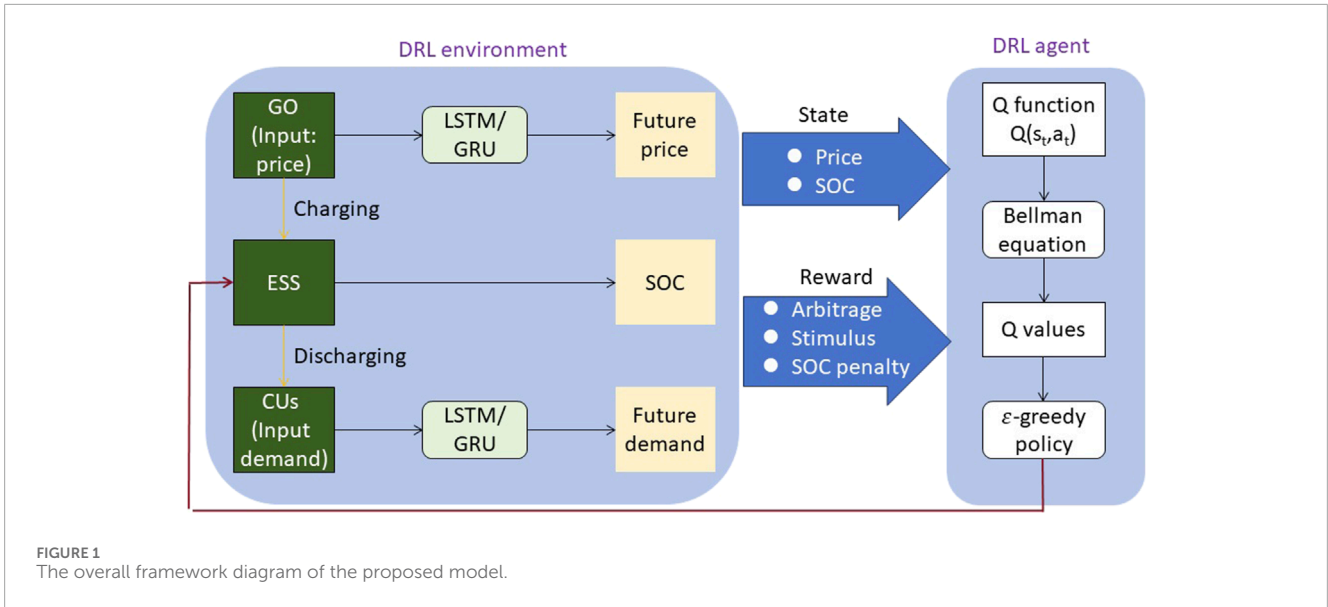 DRL environment
GO
(Input:
price)
LSTM/
GRU
Future
price
Charging
ESS
SOC
Discharging
CUs
(Input
demand)
LSTM/
GRU
Future
demand
State
Price
SOC
Reward
Arbitrage
Stimulus
SOC penalty
DRL agent
Q function
Q(sₜ,aₜ)
Bellman
equation
Q values
ε-greedy
policy
FIGURE 1
The overall framework diagram of the proposed model.